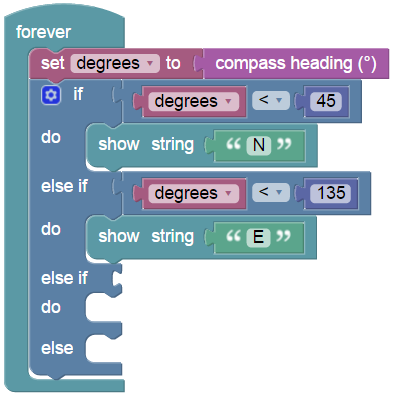 forever
set degrees to compass heading (°)
if degrees < 45
do show string “ N ”
else if degrees < 135
do show string “ E ”
else if
do
else